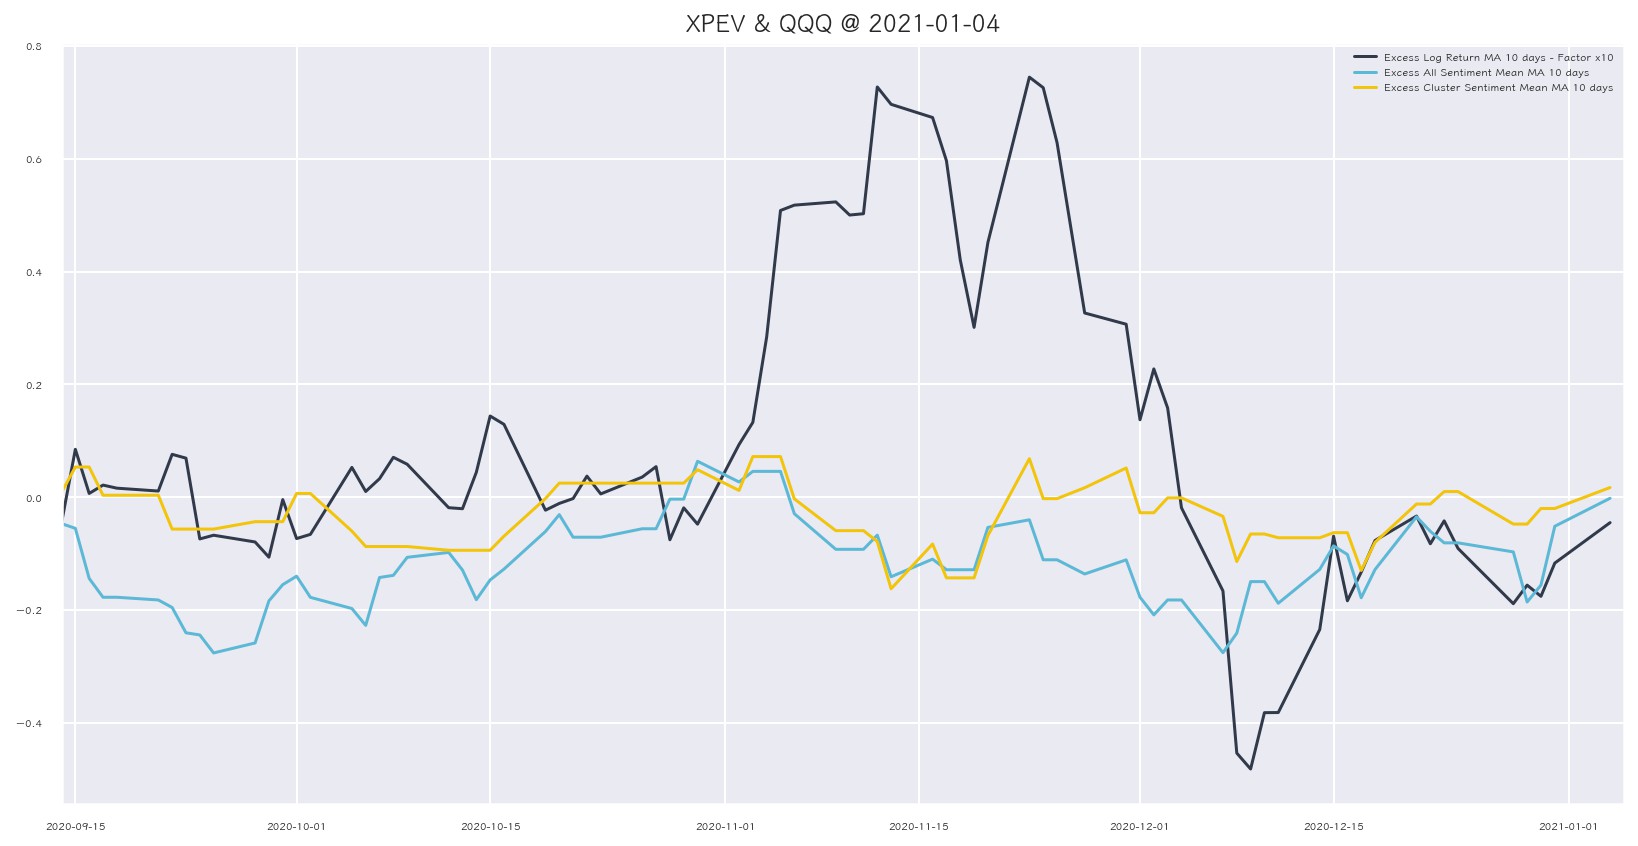 XPEV & QQQ @ 2021-01-04
0.8
Excess Log Return MA 10 days - Factor x10
Excess All Sentiment Mean MA 10 days
Excess Cluster Sentiment Mean MA 10 days
0.6
0.4
0.2
0.0
−0.2
−0.4
2020-09-15 2020-10-01 2020-10-15 2020-11-01 2020-11-15 2020-12-01 2020-12-15 2021-01-01